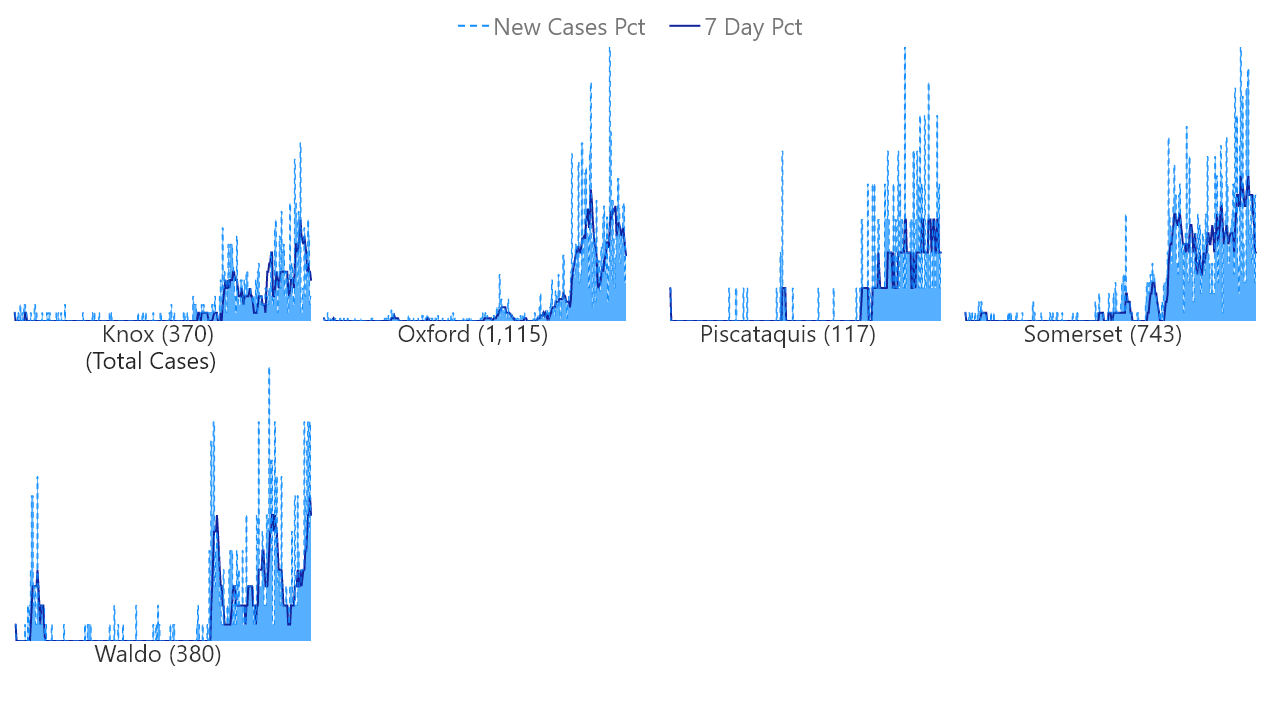 New Cases Pct 7 Day Pct
Knox (370) Oxford (1,115) Piscataquis (117) Somerset (743)
(Total Cases)
Waldo (380)